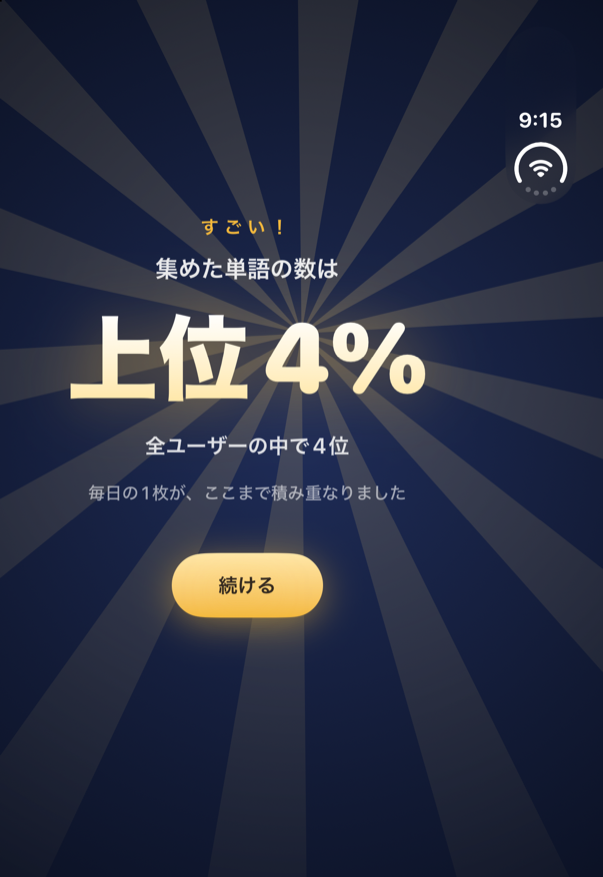 9:15
すごい！
集めた単語の数は
上位4%
全ユーザーの中で4位
毎日の1枚が、ここまで積み重なりました
続ける